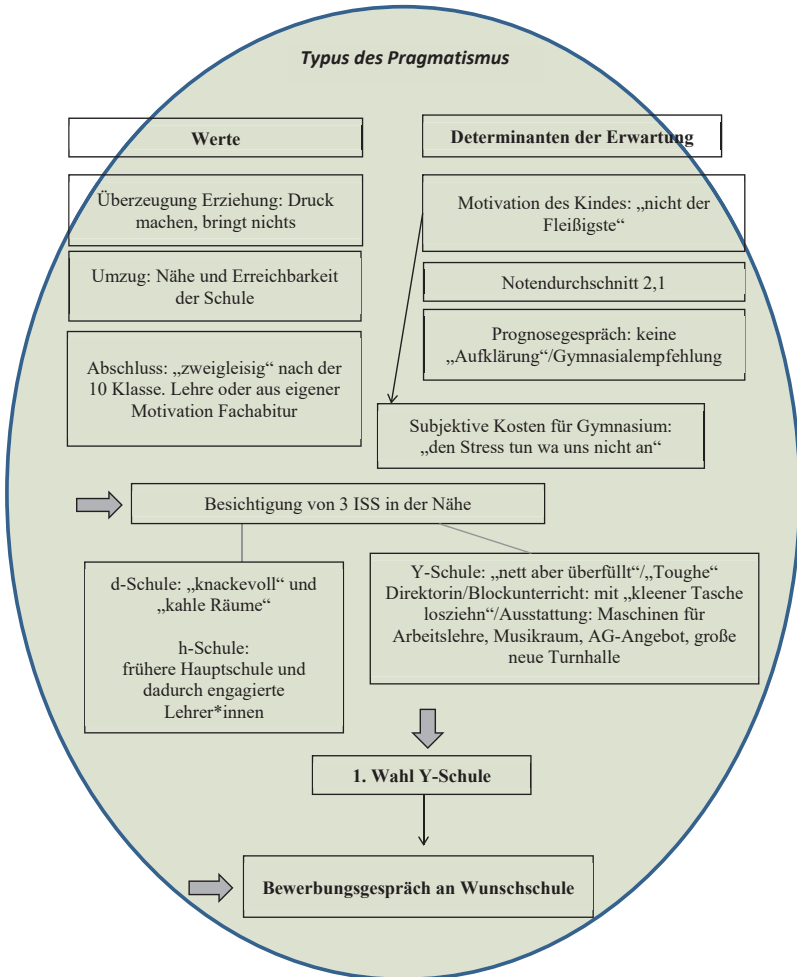 Typus des Pragmatismus
Werte
Determinanten der Erwartung
Überzeugung Erziehung: Druck
machen, bringt nichts
Motivation des Kindes: „nicht der
Fleißigste“
Umzug: Nähe und Erreichbarkeit
der Schule
Notendurchschnitt 2,1
Prognosegespräch: keine
„Aufklärung“/Gymnasialempfehlung
Abschluss: „zweigleisig“ nach der
10 Klasse. Lehre oder aus eigener
Motivation Fachabitur
Subjektive Kosten für Gymnasium:
„den Stress tun wa uns nicht an“
Besichtigung von 3 ISS in der Nähe
d-Schule: „knackevoll“ und
„kahle Räume“
h-Schule:
frühere Hauptschule und
dadurch engagierte
Lehrer*innen
Y-Schule: „nett aber überfüllt“/„Toughe“
Direktorin/Blockunterricht: mit „kleener Tasche
losziehn“/Ausstattung: Maschinen für
Arbeitslehre, Musikraum, AG-Angebot, große
neue Turnhalle
1. Wahl Y-Schule
Bewerbungsgespräch an Wunschschule